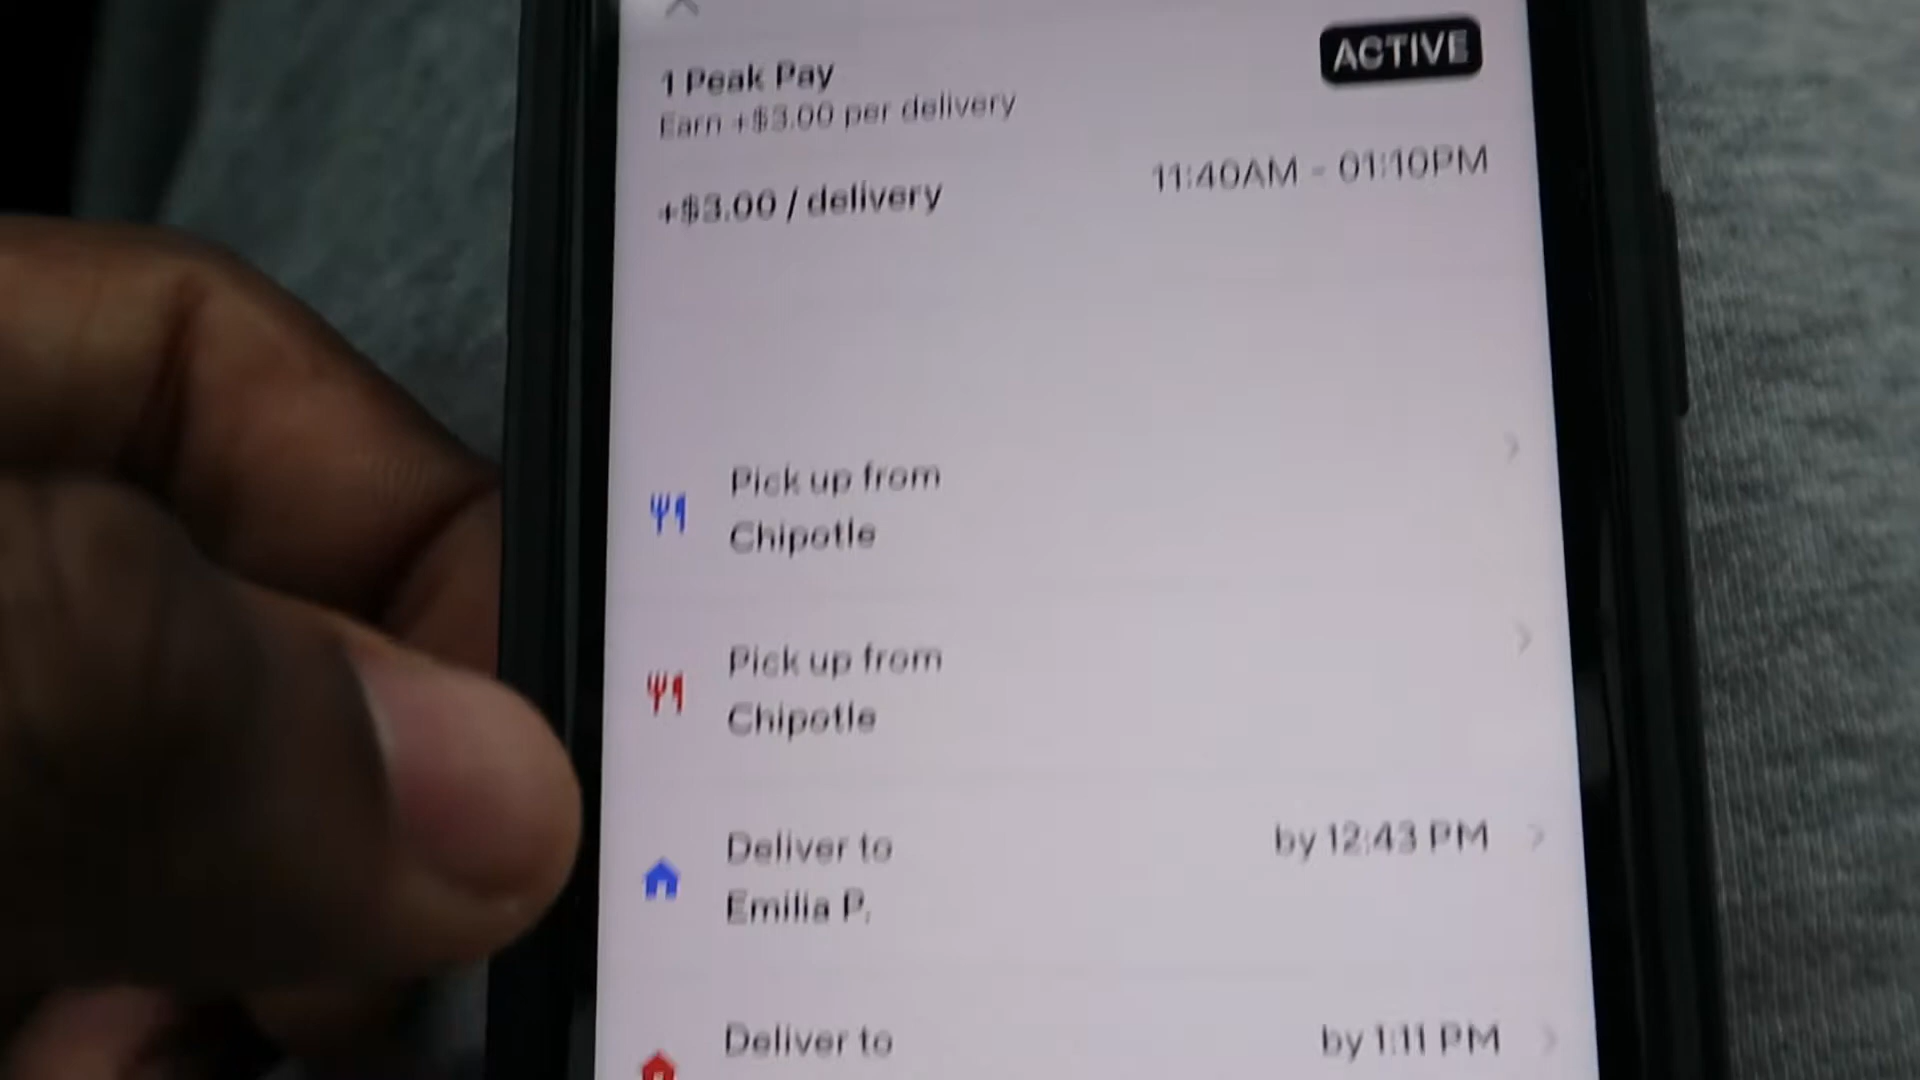 1 Peak Pay
ACTIVE
Earn +$3.00 per delivery
+$3.00 / delivery
11:40AM - 01:10PM
Pick up from
Chipotle
Pick up from
Chipotle
Deliver to
by 12:43 PM
Emilia P.
Deliver to
by 1:11 PM